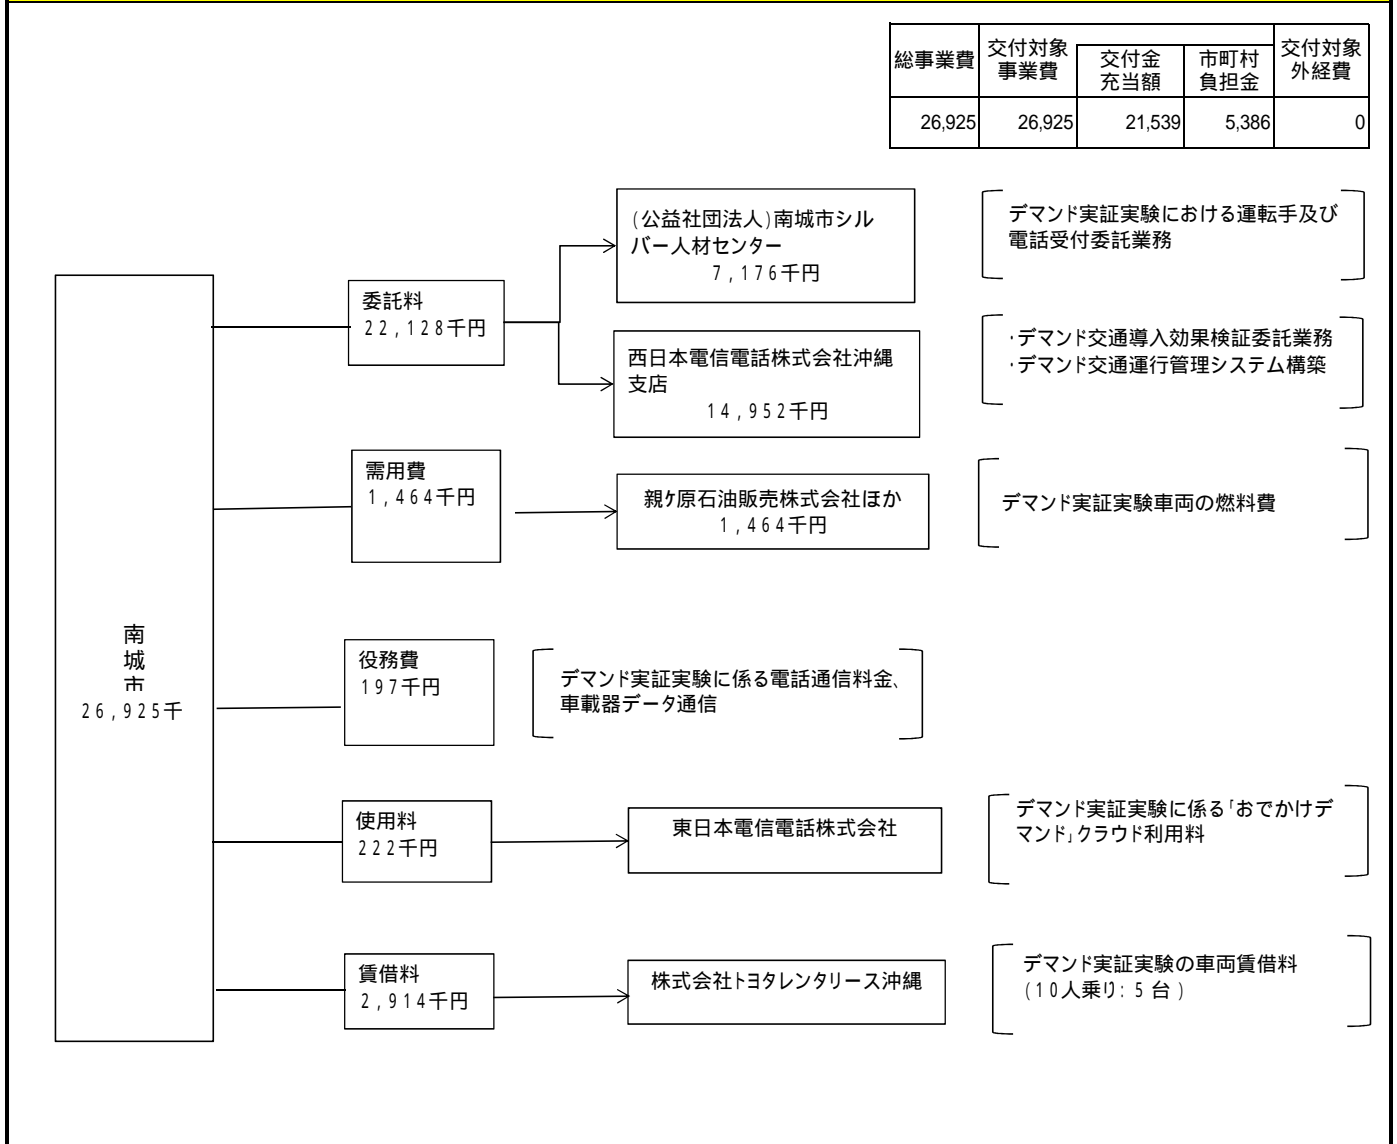 総事業費
交付対象
事業費
交付金
充当額
市町村
負担金
交付対象
外経費
26,925 26,925 21,539 5,386 0
(公益社団法人)南城市シル
バー人材センター
7,176千円
デマンド実証実験における運転手及び
電話受付委託業務
委託料
22,128千円
西日本電信電話株式会社沖縄
支店
14,952千円
・デマンド交通導入効果検証委託業務
・デマンド交通運行管理システム構築
需用費
1,464千円
親ケ原石油販売株式会社ほか
1,464千円
デマンド実証実験車両の燃料費
南
城
市
26,925千
役務費
197千円
デマンド実証実験に係る電話通信料金、
車載器データ通信
使用料
222千円
東日本電信電話株式会社
デマンド実証実験に係る「おでかけデ
マンド」クラウド利用料
賃借料
2,914千円
株式会社トヨタレンタリース沖縄
デマンド実証実験の車両賃借料
(10人乗り:5台)